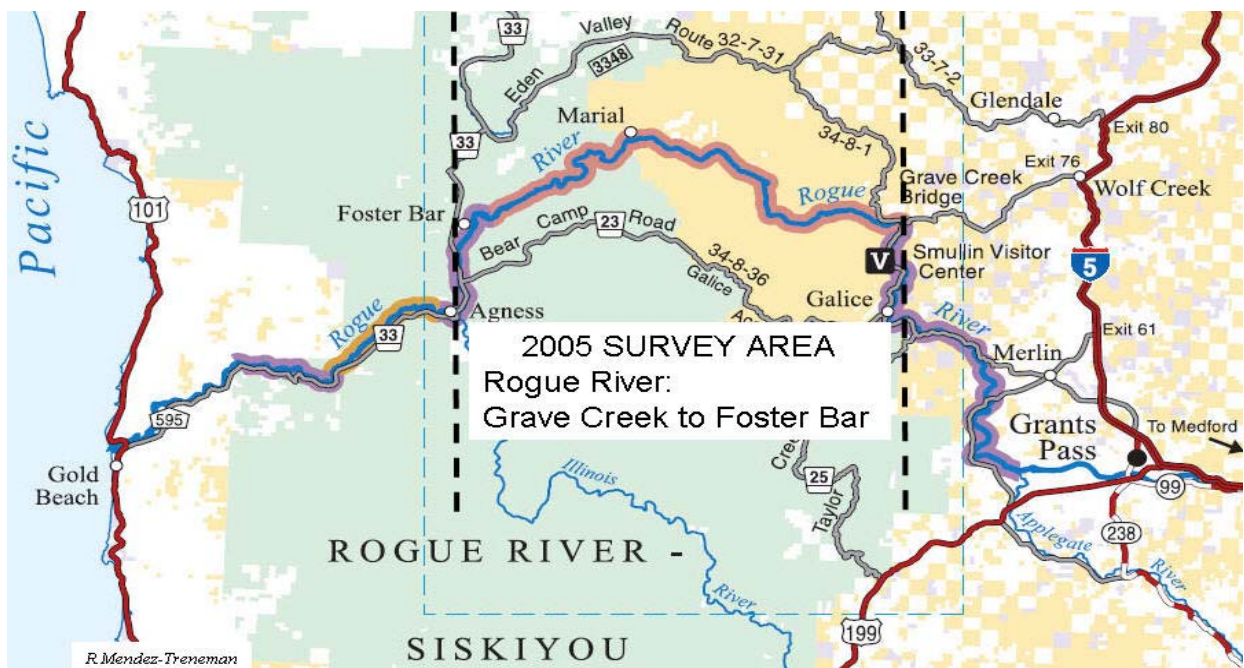 33
Valley
Route 32-7-31
3348
Eden
33-7-2
Glendale
Exit 80
Marial
33
34-8-1
Exit 76
River
Grave Creek
Bridge
Wolf Creek
Pacific
101
Foster Bar
Rogue
Camp
23
Road
Bear
34-8-36
Galice
V
Smullin Visitor
Center
5
Galice
Agness
Rogue
33
River
Exit 61
Merlin
2005 SURVEY AREA
Rogue River:
Grave Creek to Foster Bar
595
Grants
Pass
To Medford
Gold
Beach
Illinois
25
Taylor
99
Applegate
238
River
ROGUE RIVER -
River
199
SISKIYOU
R.Mendez-Treneman